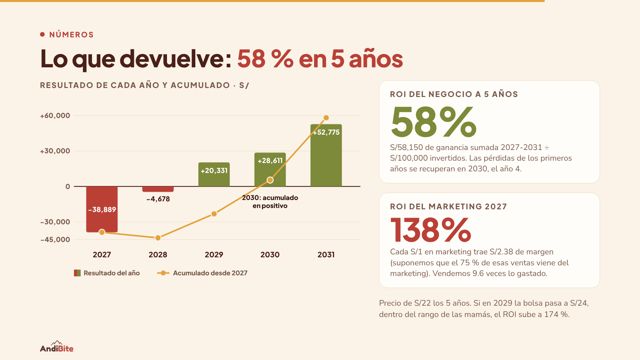 NÚMEROS
Lo que devuelve: 58 % en 5 años
RESULTADO DE CADA AÑO Y ACUMULADO · S/
+60,000
+30,000
0
−30,000
−45,000
−38,889
−4,678
+20,331
+28,611
+52,775
2030: acumulado
en positivo
2027
2028
2029
2030
2031
Resultado del año
Acumulado desde 2027
ROI DEL NEGOCIO A 5 AÑOS
58%
S/58,150 de ganancia sumada 2027-2031 ÷
S/100,000 invertidos. Las pérdidas de los primeros
años se recuperan en 2030, el año 4.
ROI DEL MARKETING 2027
138%
Cada S/1 en marketing trae S/2.38 de margen
(suponemos que el 75 % de esas ventas viene del
marketing). Vendemos 9.6 veces lo gastado.
Precio de S/22 los 5 años. Si en 2029 la bolsa pasa a S/24,
dentro del rango de las mamás, el ROI sube a 174 %.
AndiBite